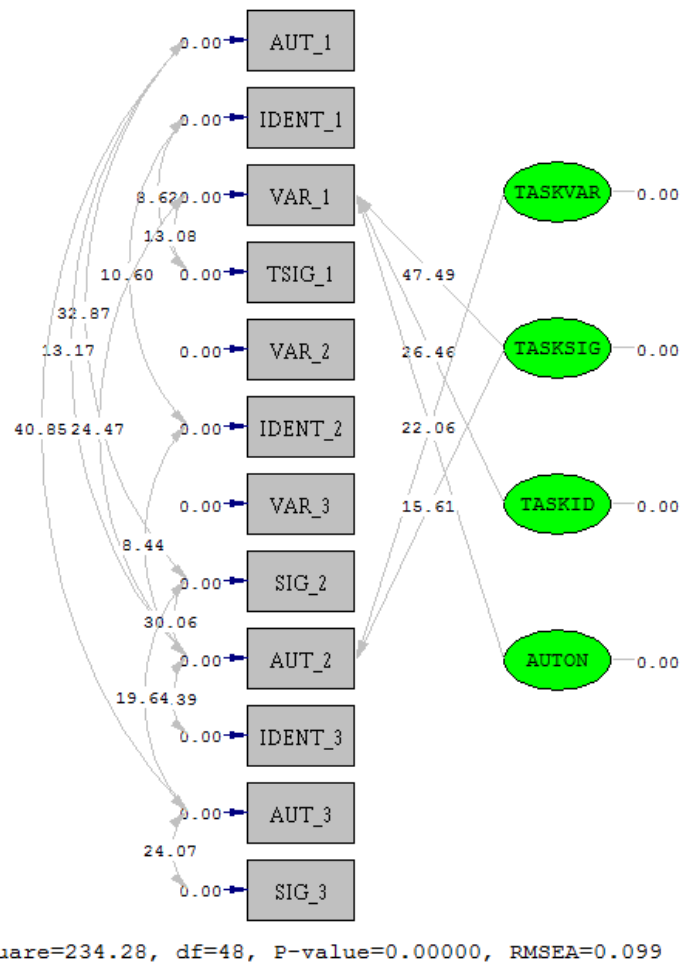 0.00 AUT_1
0.00 IDENT_1
8.62 0.00 VAR_1 TASKVAR 0.00
13.08
10.60 0.00 TSIG_1 47.49
32.87
13.17 0.00 VAR_2 26.46 TASKSIG 0.00
40.85 24.47 0.00 IDENT_2 22.06
0.00 VAR_3 15.61 TASKID 0.00
8.44
0.00 SIG_2
30.06
0.00 AUT_2 AUTON 0.00
19.64 .39
0.00 IDENT_3
0.00 AUT_3
24.07
0.00 SIG_3
uare=234.28, df=48, P-value=0.00000, RMSEA=0.099